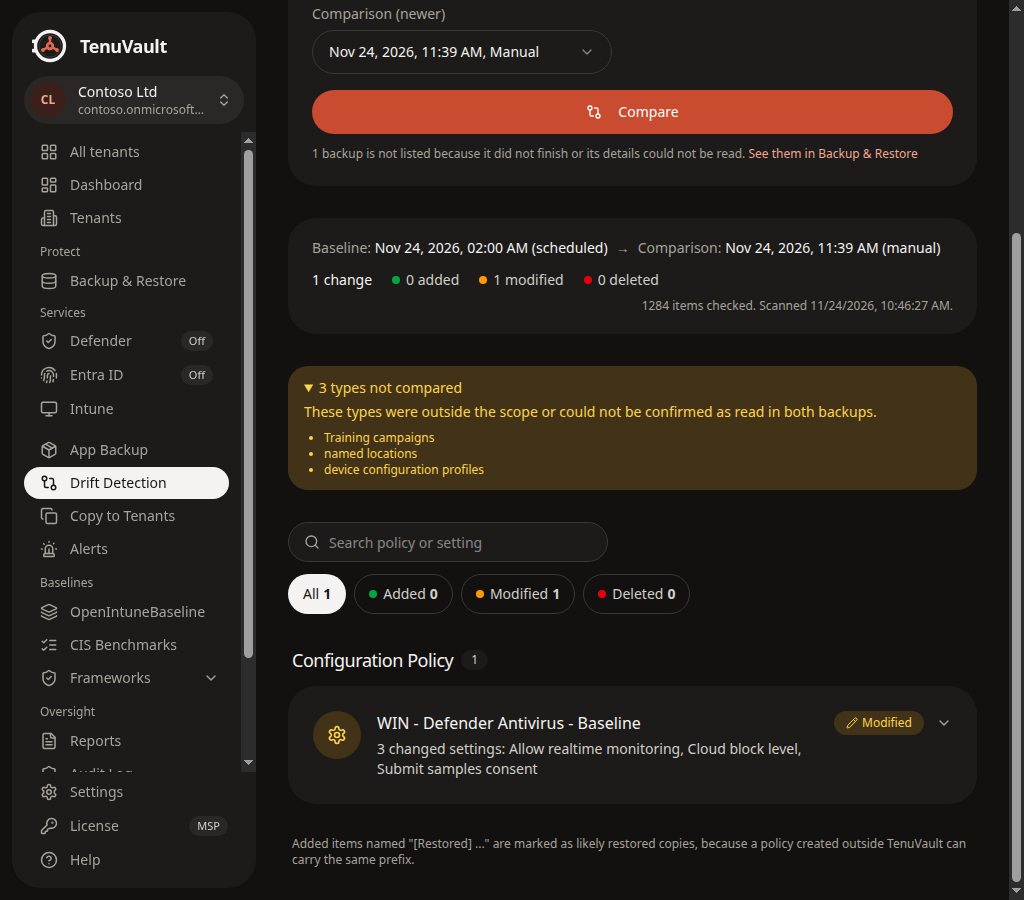 TenuVault
CL
Contoso Ltd
contoso.onmicrosoft...
All tenants
Dashboard
Tenants
Protect
Backup & Restore
Services
Defender Off
Entra ID Off
Intune
App Backup
Drift Detection
Copy to Tenants
Alerts
Baselines
OpenIntuneBaseline
CIS Benchmarks
Frameworks
Oversight
Reports
Audit Log
Settings
License MSP
Help
Comparison (newer)
Nov 24, 2026, 11:39 AM, Manual
Compare
1 backup is not listed because it did not finish or its details could not be read. See them in Backup & Restore
Baseline: Nov 24, 2026, 02:00 AM (scheduled) → Comparison: Nov 24, 2026, 11:39 AM (manual)
1 change 0 added 1 modified 0 deleted
1284 items checked. Scanned 11/24/2026, 10:46:27 AM.
▼ 3 types not compared
These types were outside the scope or could not be confirmed as read in both backups.
• Training campaigns
• named locations
• device configuration profiles
Search policy or setting
All 1 Added 0 Modified 1 Deleted 0
Configuration Policy 1
WIN - Defender Antivirus - Baseline Modified
3 changed settings: Allow realtime monitoring, Cloud block level,
Submit samples consent
Added items named "[Restored] ..." are marked as likely restored copies, because a policy created outside TenuVault can
carry the same prefix.